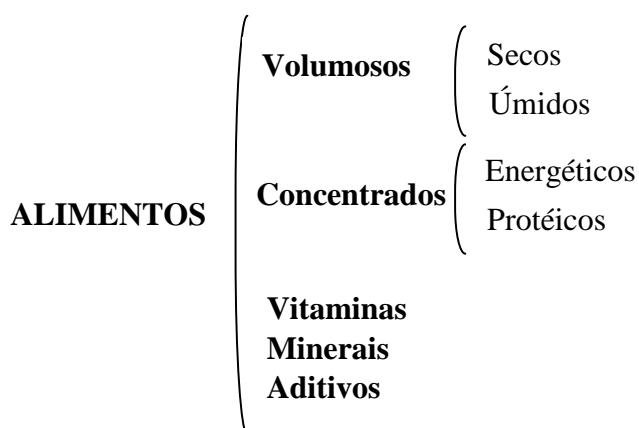 Volumosos
Secos
Úmidos
ALIMENTOS
Concentrados
Energéticos
Protéicos
Vitaminas
Minerais
Aditivos